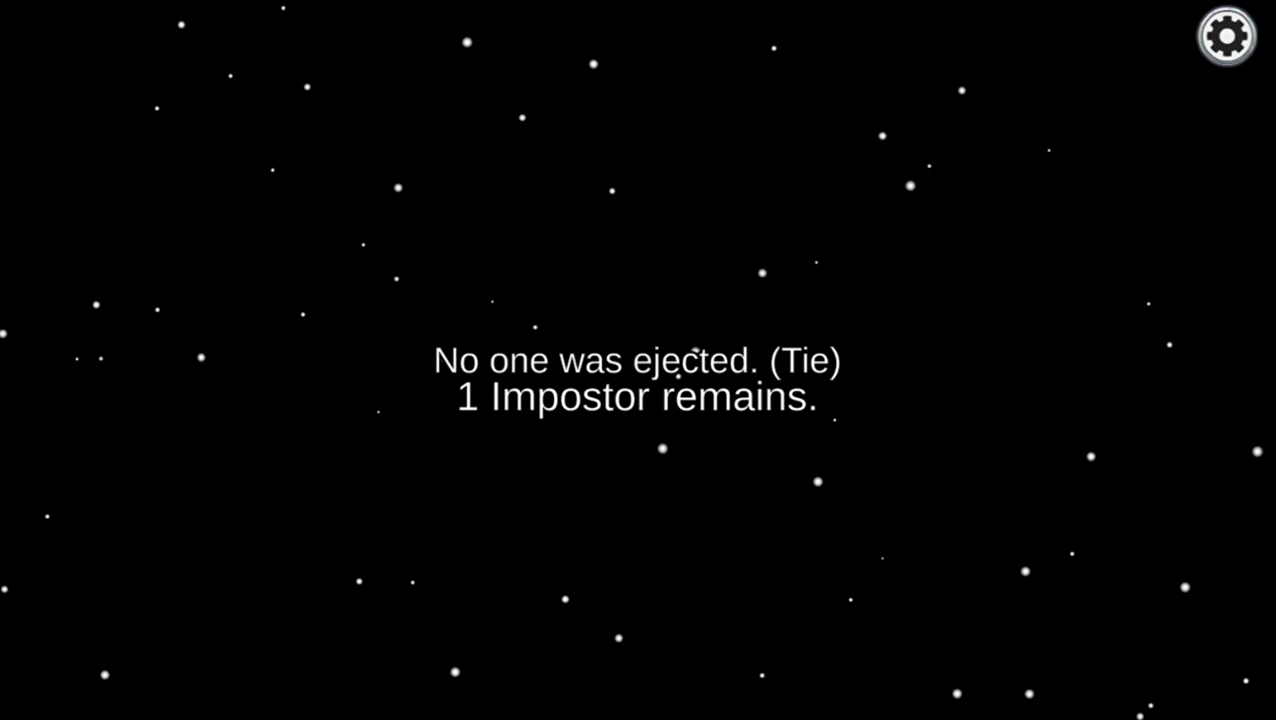 No one was ejected. (Tie)
1 Impostor remains.